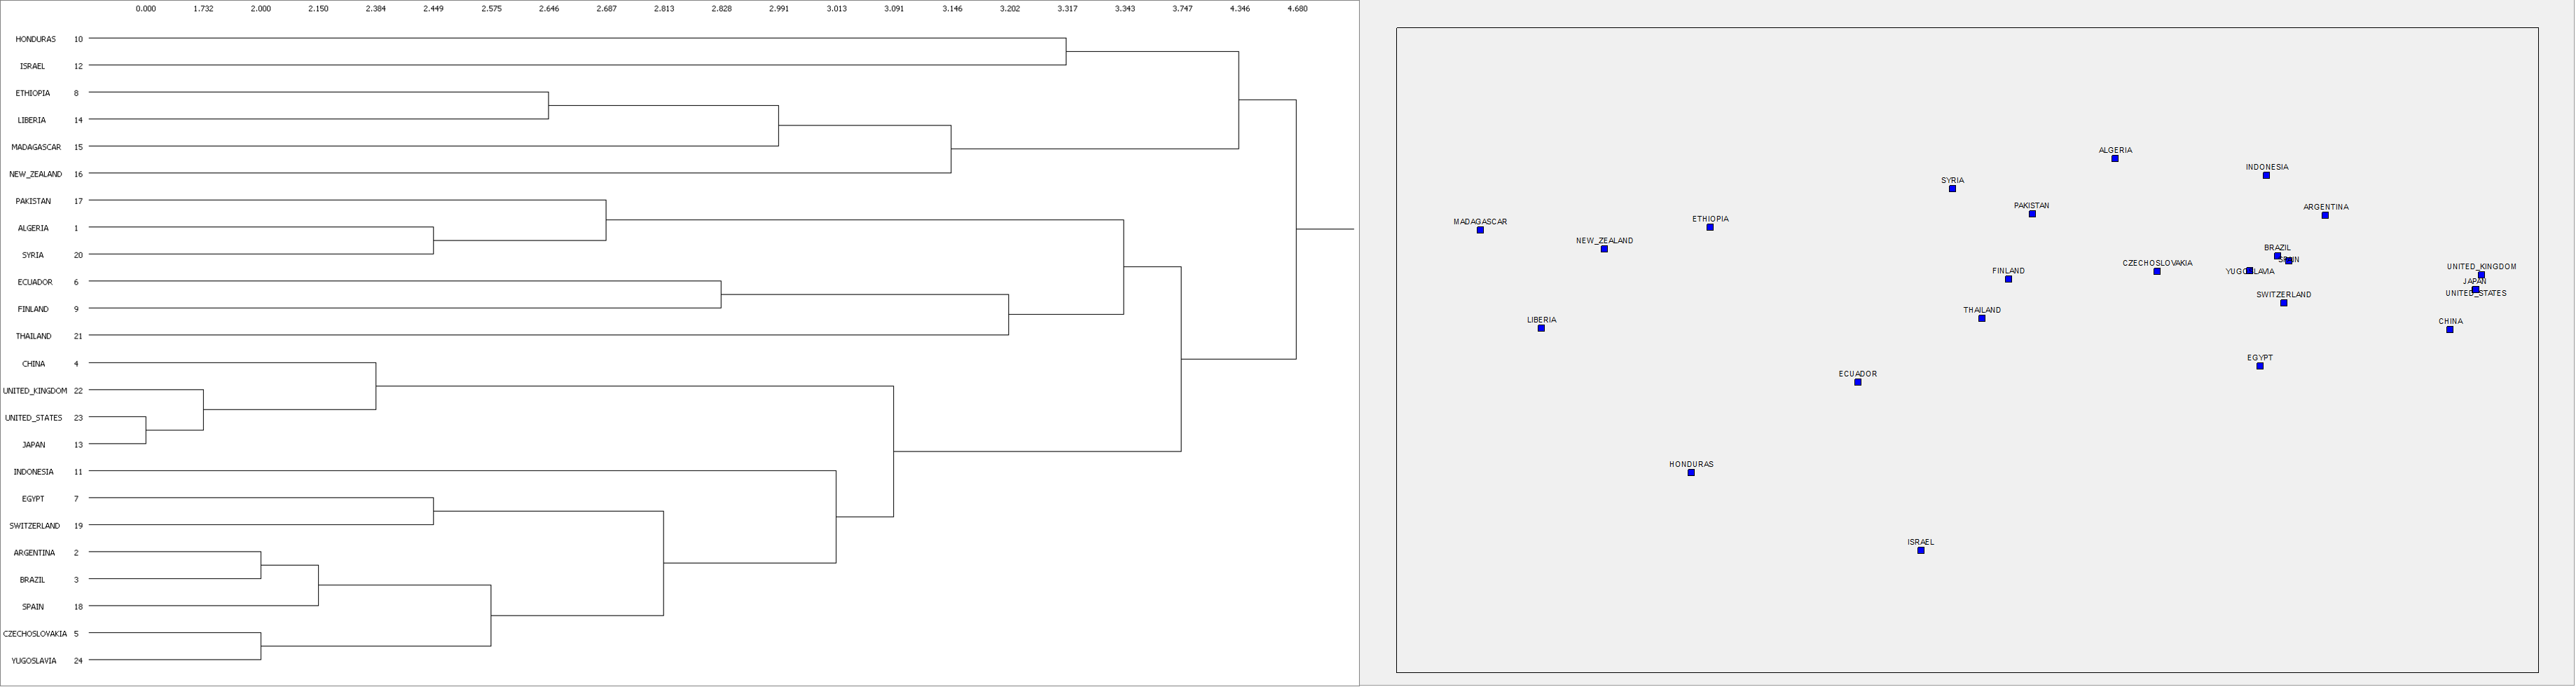 0.000 1.732 2.000 2.150 2.384 2.449 2.575 2.646 2.687 2.813 2.828 2.991 3.013 3.091 3.146 3.202 3.317 3.343 3.747 4.346 4.680
HONDURAS 10
ISRAEL 12
ETHIOPIA 8
LIBERIA 14
MADAGASCAR 15
NEW_ZEALAND 16
PAKISTAN 17
ALGERIA 1
SYRIA 20
ECUADOR 6
FINLAND 9
THAILAND 21
CHINA 4
UNITED_KINGDOM 22
UNITED_STATES 23
JAPAN 13
INDONESIA 11
EGYPT 7
SWITZERLAND 19
ARGENTINA 2
BRAZIL 3
SPAIN 18
CZECHOSLOVAKIA 5
YUGOSLAVIA 24
ALGERIA
INDONESIA
SYRIA
PAKISTAN
ARGENTINA
ETHIOPIA
MADAGASCAR
NEW_ZEALAND
BRAZIL
SPAIN
CZECHOSLOVAKIA
UNITED_KINGDOM
FINLAND
YUGOSLAVIA
JAPAN
UNITED_STATES
SWITZERLAND
THAILAND
LIBERIA
CHINA
EGYPT
ECUADOR
HONDURAS
ISRAEL